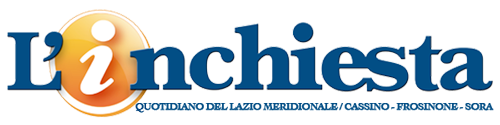 L'inchiesta
QUOTIDIANO DEL LAZIO MERIDIONALE / CASSINO - FROSINONE - SORA